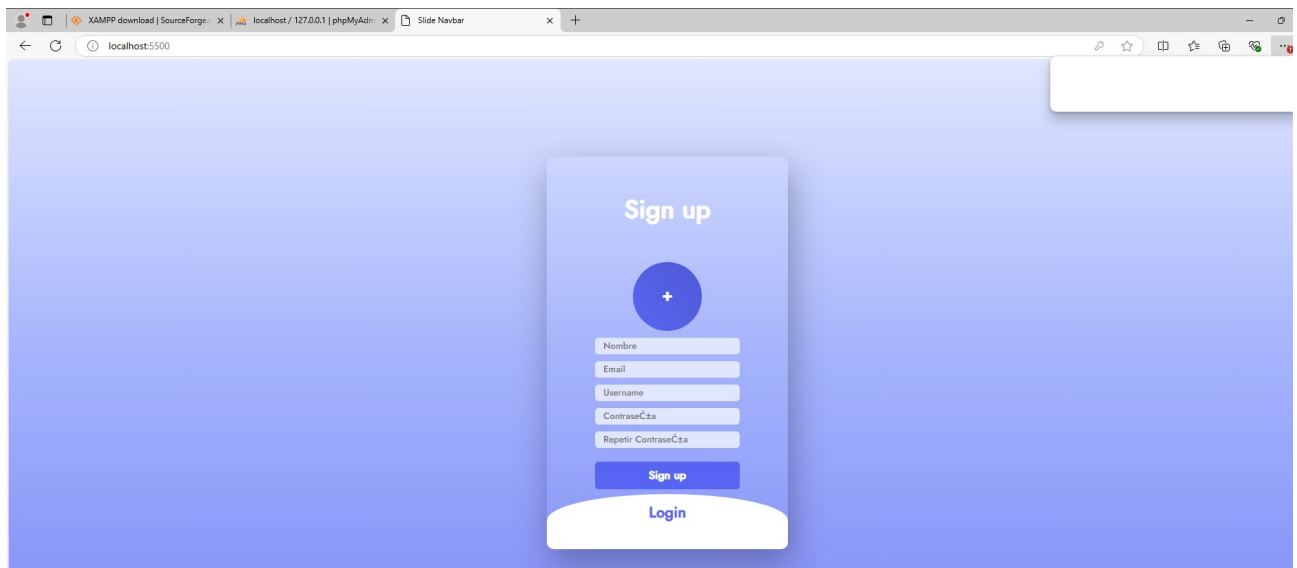 XAMPP download | SourceForge.
localhost / 127.0.0.1 | phpMyAdm
Slide Navbar
localhost:5500
Sign up
+
Nombre
Email
Username
ContraseĆ±a
Repetir ContraseĆ±a
Sign up
Login